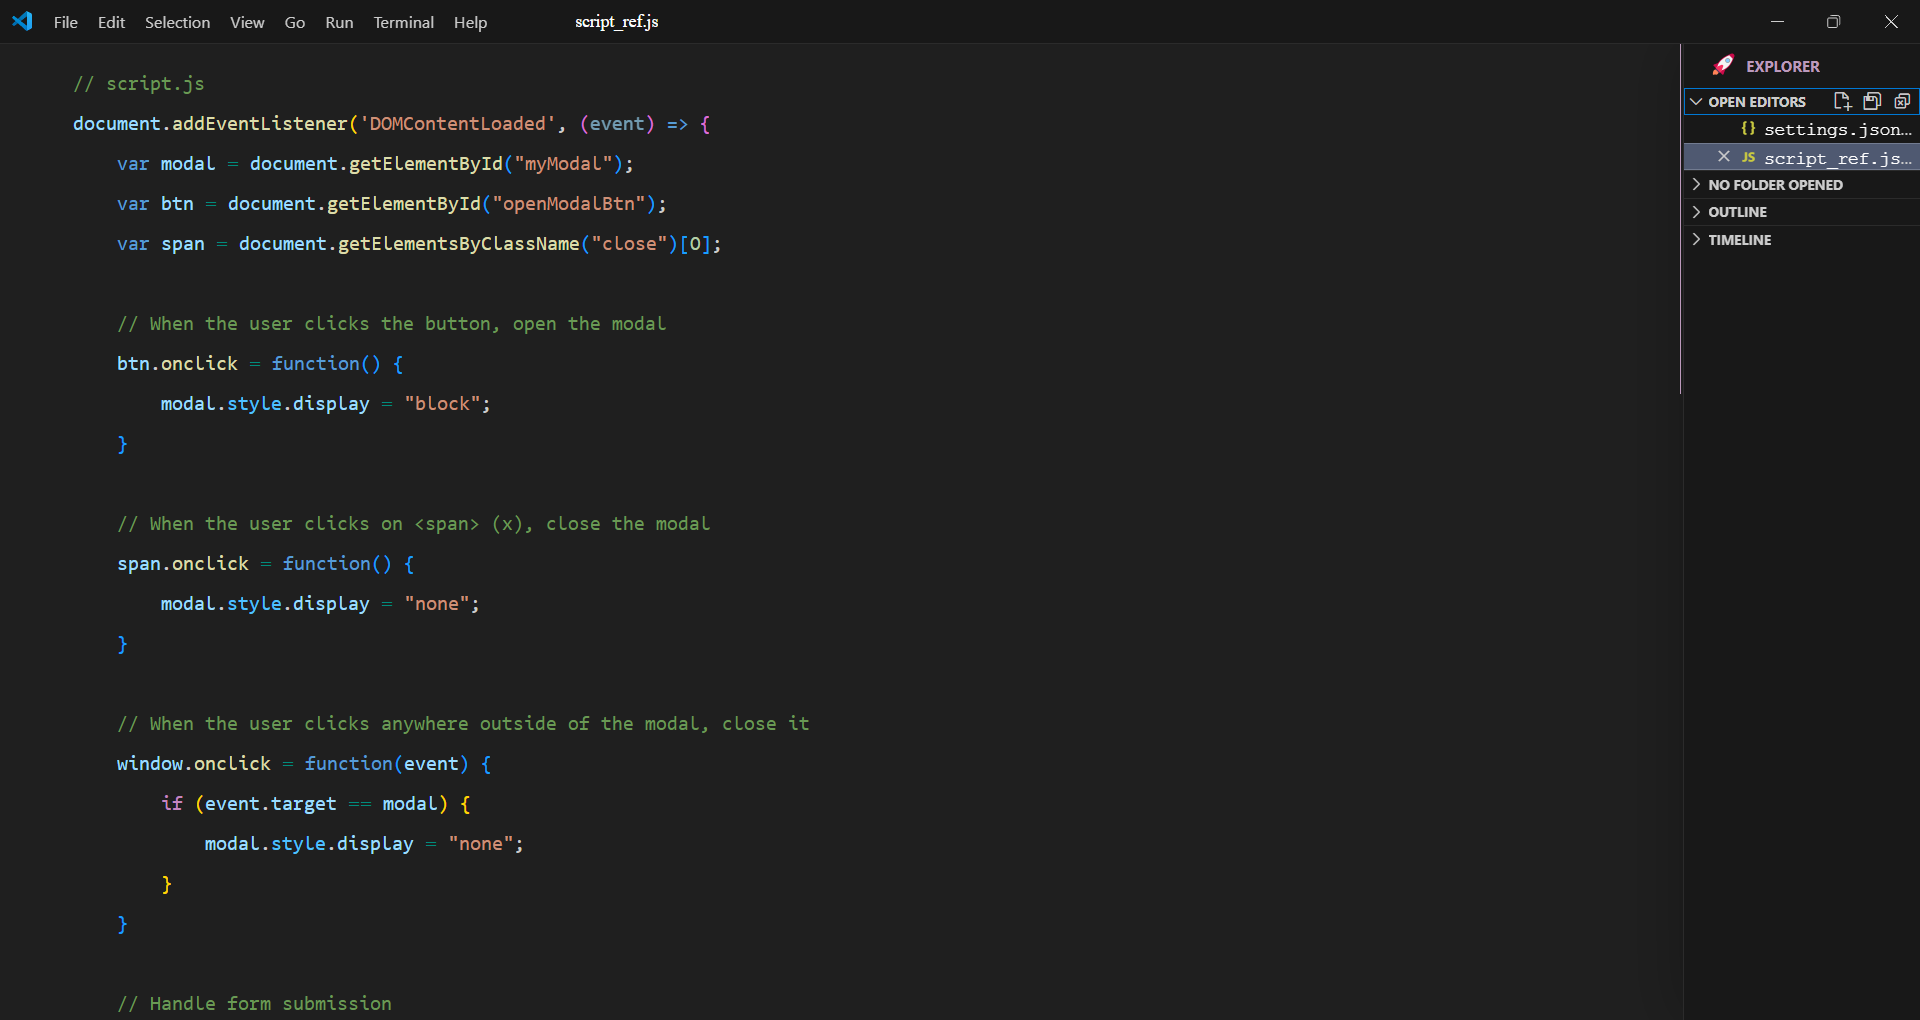 File Edit Selection View Go Run Terminal Help script_ref.js
// script.js
document.addEventListener('DOMContentLoaded', (event) => {
    var modal = document.getElementById("myModal");
    var btn = document.getElementById("openModalBtn");
    var span = document.getElementsByClassName("close")[0];
    // When the user clicks the button, open the modal
    btn.onclick = function() {
        modal.style.display = "block";
    }
    // When the user clicks on <span> (x), close the modal
    span.onclick = function() {
        modal.style.display = "none";
    }
    // When the user clicks anywhere outside of the modal, close it
    window.onclick = function(event) {
        if (event.target == modal) {
            modal.style.display = "none";
        }
    }
    // Handle form submission
EXPLORER
OPEN EDITORS
{} settings.json...
JS script_ref.js...
NO FOLDER OPENED
OUTLINE
TIMELINE